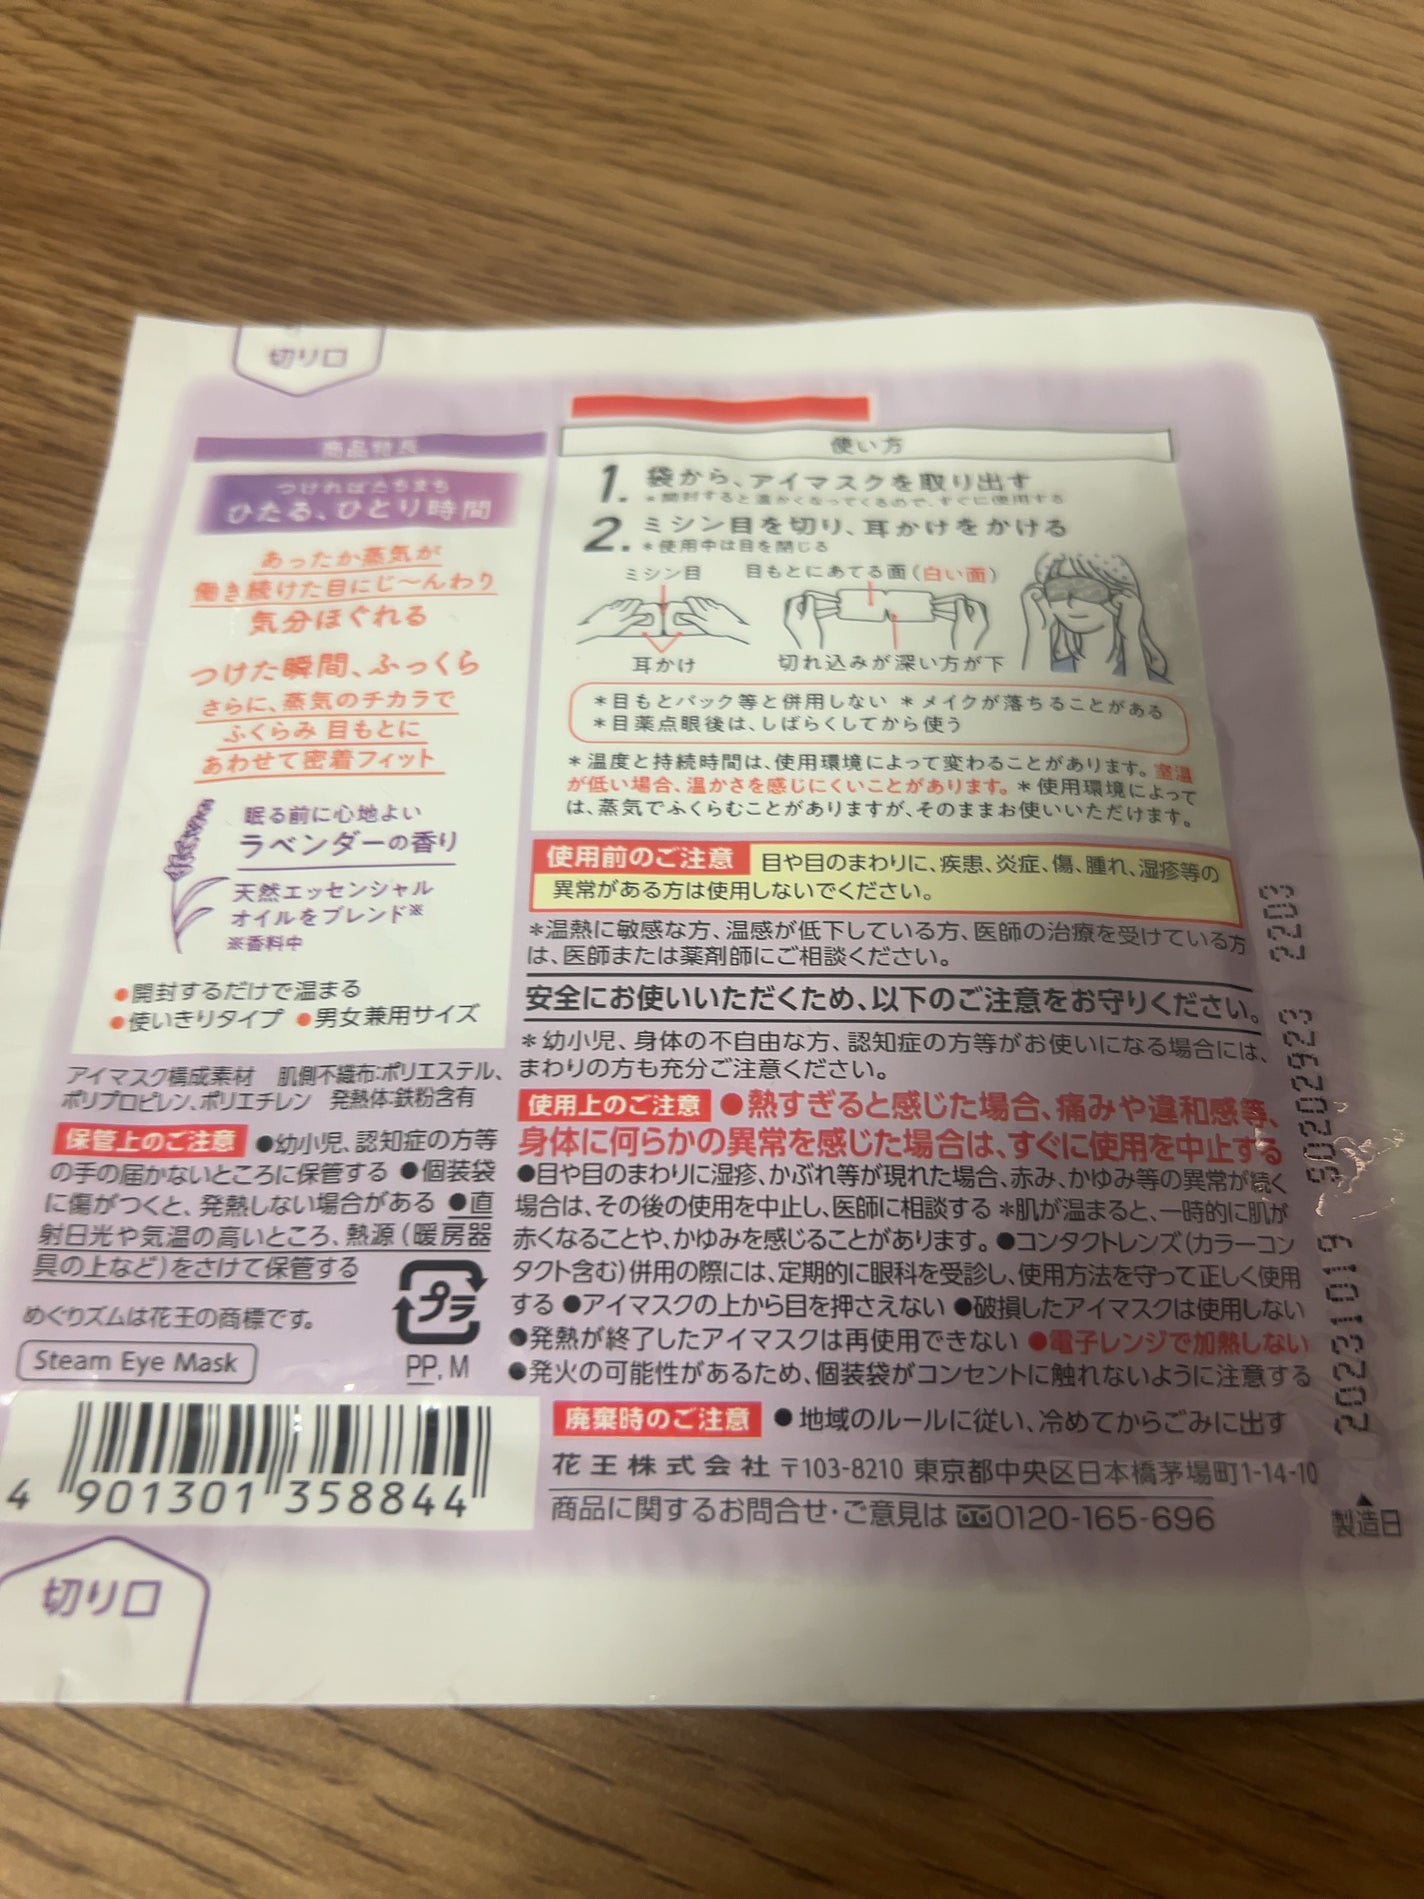 切り口
商品特長
つければたちまち
ひたる、ひとり時間
あったか蒸気が
働き続けた目にじ〜んわり
気分ほぐれる
つけた瞬間、ふっくら
さらに、蒸気のチカラで
ふくらみ 目もとに
あわせて密着フィット
眠る前に心地よい
ラベンダーの香り
天然エッセンシャル
オイルをブレンド※
※香料中
●開封するだけで温まる
●使いきりタイプ ●男女兼用サイズ
アイマスク構成素材 肌側不織布:ポリエステル、
ポリプロピレン、ポリエチレン 発熱体:鉄粉含有
保管上のご注意 ●幼小児、認知症の方等
の手の届かないところに保管する ●個装袋
に傷がつくと、発熱しない場合がある ●直
射日光や気温の高いところ、熱源(暖房器
具の上など)をさけて保管する
めぐりズムは花王の商標です。
プラ
Steam Eye Mask
PP, M
4 901301 358844
切り口
使い方
1. 袋から、アイマスクを取り出す
*開封すると温かくなってくるので、すぐに使用する
2. ミシン目を切り、耳かけをかける
*使用中は目を閉じる
ミシン目 目もとにあてる面(白い面)
耳かけ 切れ込みが深い方が下
*目もとパック等と併用しない *メイクが落ちることがある
*目薬点眼後は、しばらくしてから使う
*温度と持続時間は、使用環境によって変わることがあります。室温
が低い場合、温かさを感じにくいことがあります。*使用環境によって
は、蒸気でふくらむことがありますが、そのままお使いいただけます。
使用前のご注意 目や目のまわりに、疾患、炎症、傷、腫れ、湿疹等の
異常がある方は使用しないでください。
*温熱に敏感な方、温感が低下している方、医師の治療を受けている方
は、医師または薬剤師にご相談ください。
安全にお使いいただくため、以下のご注意をお守りください。
*幼小児、身体の不自由な方、認知症の方等がお使いになる場合には、
まわりの方も充分ご注意ください。
使用上のご注意 ●熱すぎると感じた場合、痛みや違和感等、
身体に何らかの異常を感じた場合は、すぐに使用を中止する
●目や目のまわりに湿疹、かぶれ等が現れた場合、赤み、かゆみ等の異常が続く
場合は、その後の使用を中止し、医師に相談する *肌が温まると、一時的に肌が
赤くなることや、かゆみを感じることがあります。●コンタクトレンズ(カラーコン
タクト含む)併用の際には、定期的に眼科を受診し、使用方法を守って正しく使用
する ●アイマスクの上から目を押さえない ●破損したアイマスクは使用しない
●発熱が終了したアイマスクは再使用できない ●電子レンジで加熱しない
●発火の可能性があるため、個装袋がコンセントに触れないように注意する
廃棄時のご注意 ●地域のルールに従い、冷めてからごみに出す
花王株式会社 〒103-8210 東京都中央区日本橋茅場町1-14-10
商品に関するお問合せ・ご意見は 0120-165-696
▲製造日
20231019
2203